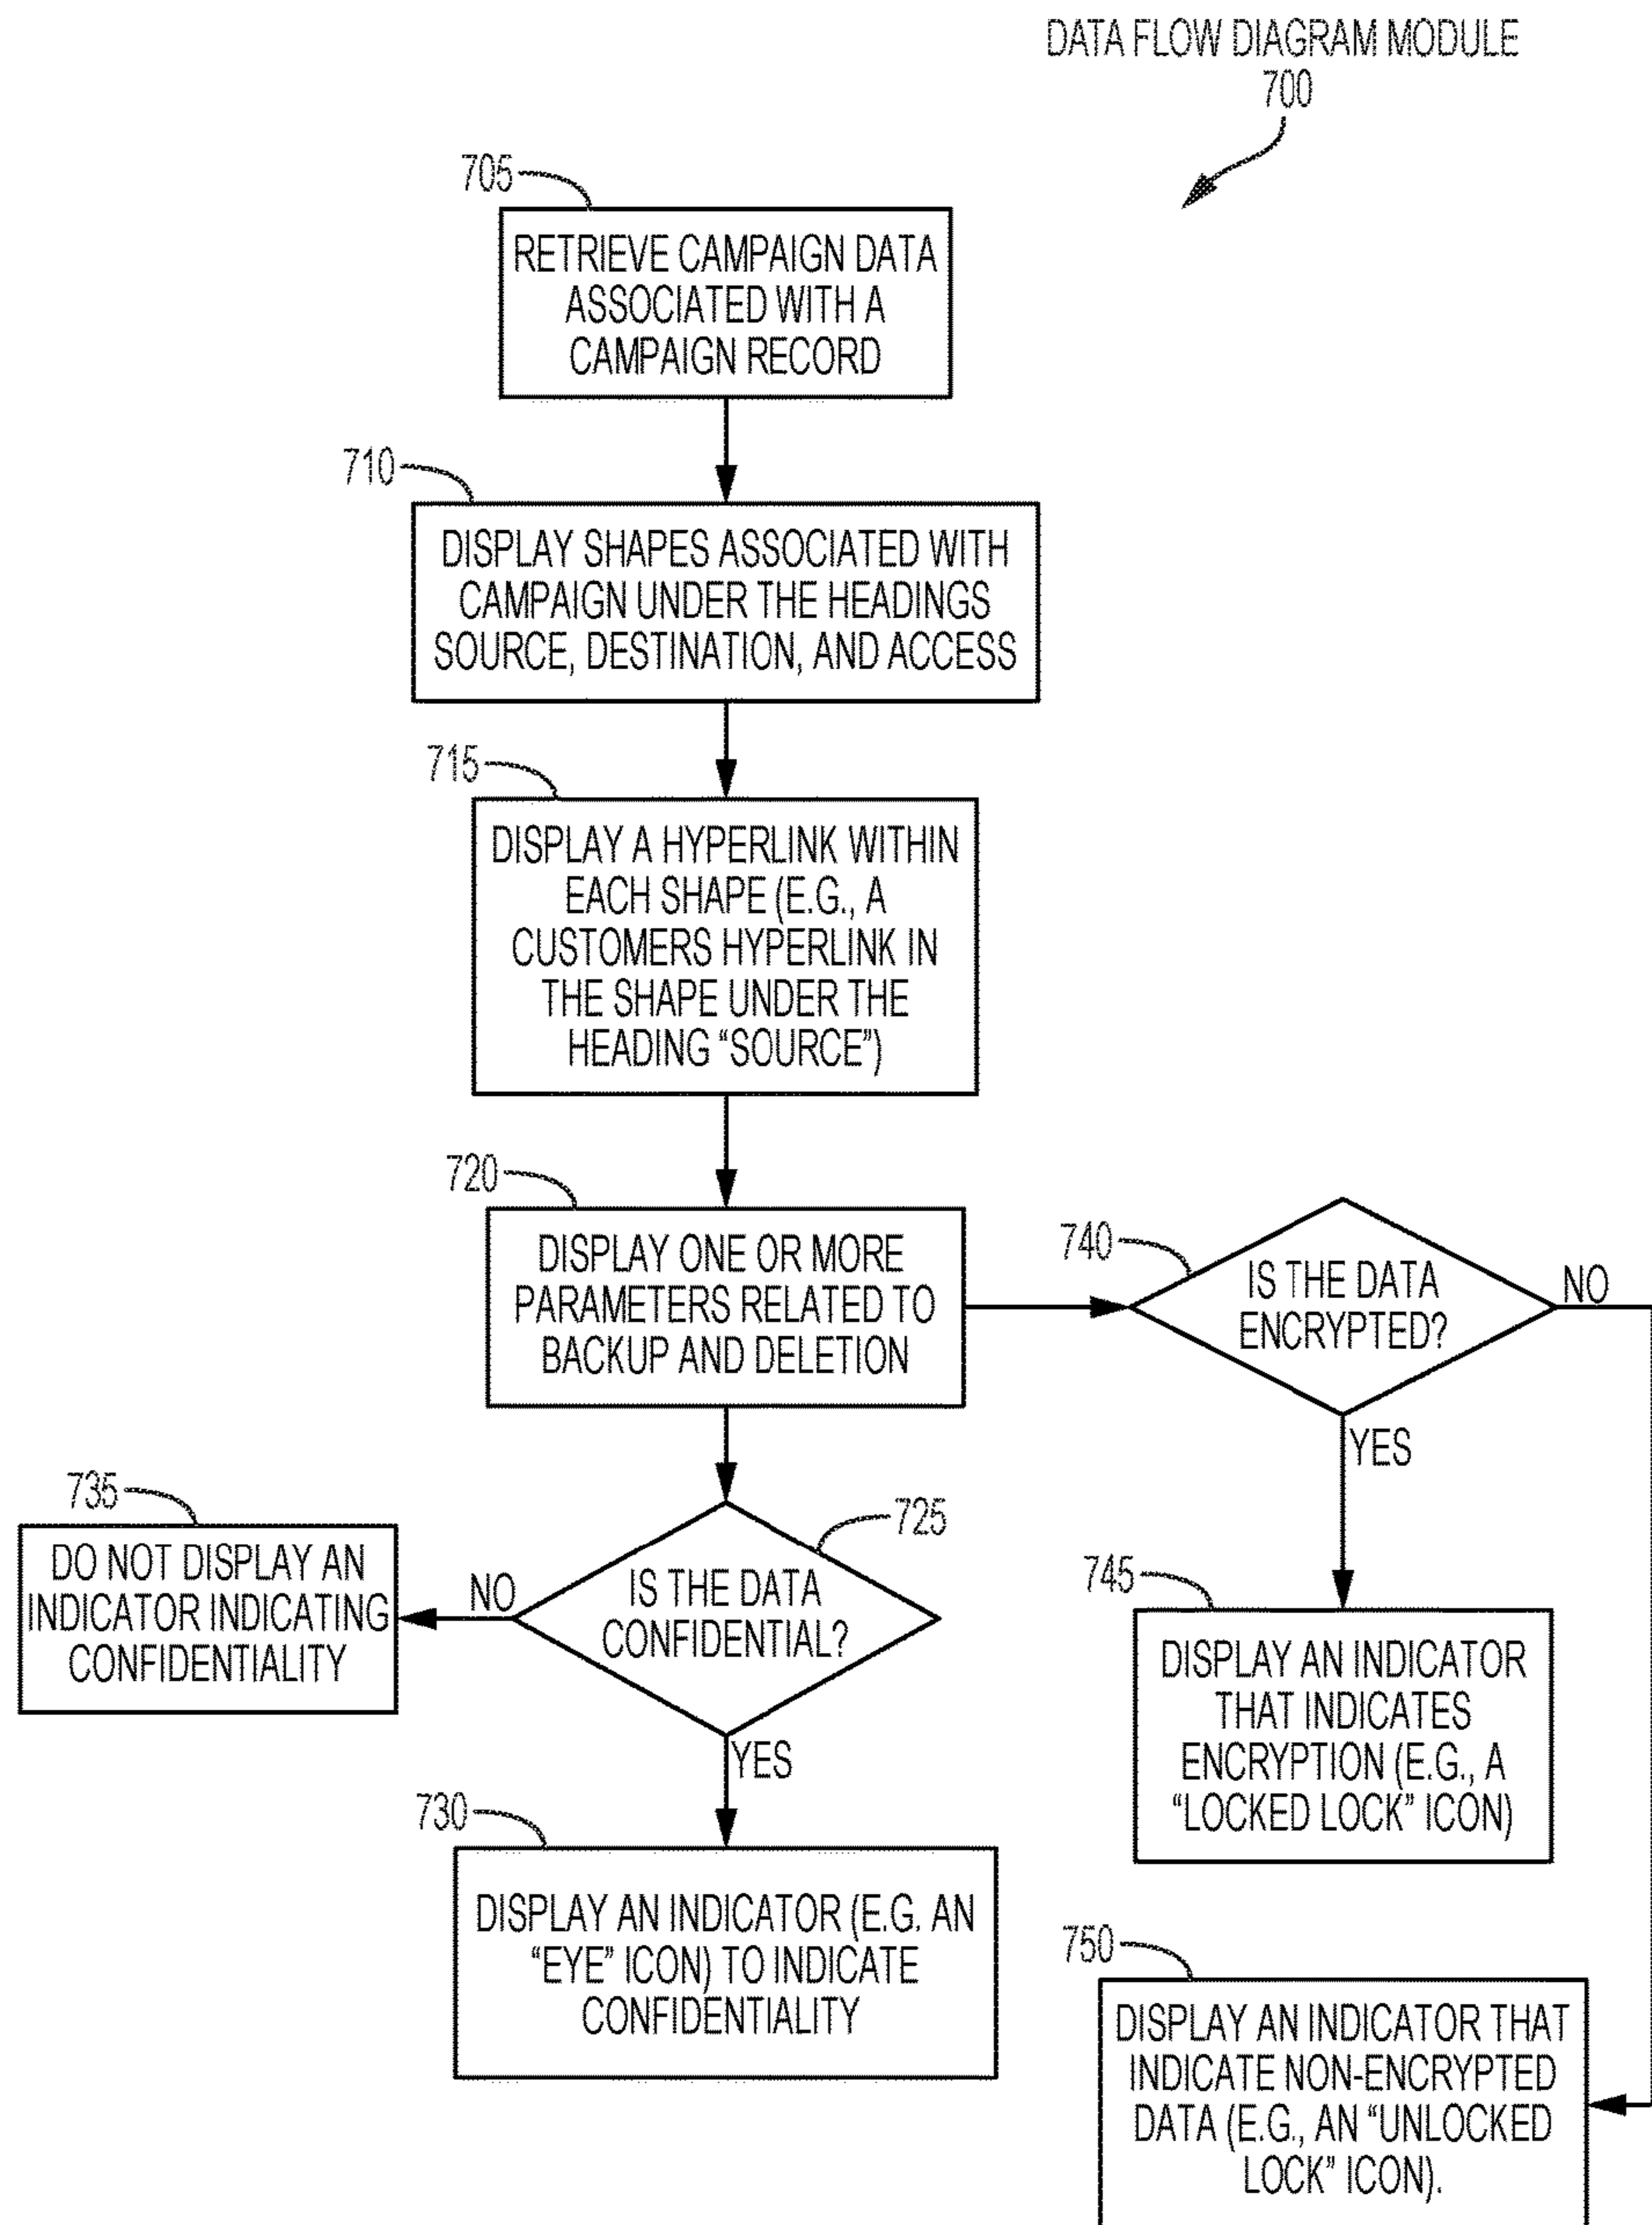 DATA FLOW DIAGRAM MODULE
700
705
RETRIEVE CAMPAIGN DATA
ASSOCIATED WITH A
CAMPAIGN RECORD
710
DISPLAY SHAPES ASSOCIATED WITH
CAMPAIGN UNDER THE HEADINGS
SOURCE, DESTINATION, AND ACCESS
715
DISPLAY A HYPERLINK WITHIN
EACH SHAPE (E.G., A
CUSTOMERS HYPERLINK IN
THE SHAPE UNDER THE
HEADING “SOURCE”)
720
DISPLAY ONE OR MORE
PARAMETERS RELATED TO
BACKUP AND DELETION
740
IS THE DATA
ENCRYPTED?
NO
YES
735
DO NOT DISPLAY AN
INDICATOR INDICATING
CONFIDENTIALITY
NO
725
IS THE DATA
CONFIDENTIAL?
YES
745
DISPLAY AN INDICATOR
THAT INDICATES
ENCRYPTION (E.G., A
“LOCKED LOCK” ICON)
730
DISPLAY AN INDICATOR (E.G. AN
“EYE” ICON) TO INDICATE
CONFIDENTIALITY
750
DISPLAY AN INDICATOR THAT
INDICATE NON-ENCRYPTED
DATA (E.G., AN “UNLOCKED
LOCK” ICON).